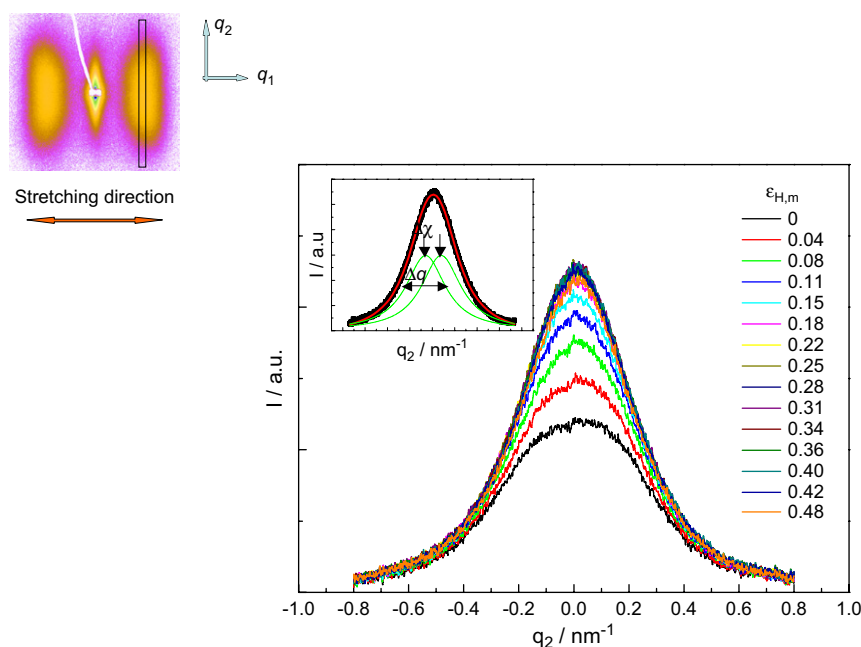 q2
q1
Stretching direction
I / a.u
Δχ
Δq
q2 / nm-1
I / a.u.
εH,m
0
0.04
0.08
0.11
0.15
0.18
0.22
0.25
0.28
0.31
0.34
0.36
0.40
0.42
0.48
-1.0 -0.8 -0.6 -0.4 -0.2 0.0 0.2 0.4 0.6 0.8 1.0
q2 / nm-1